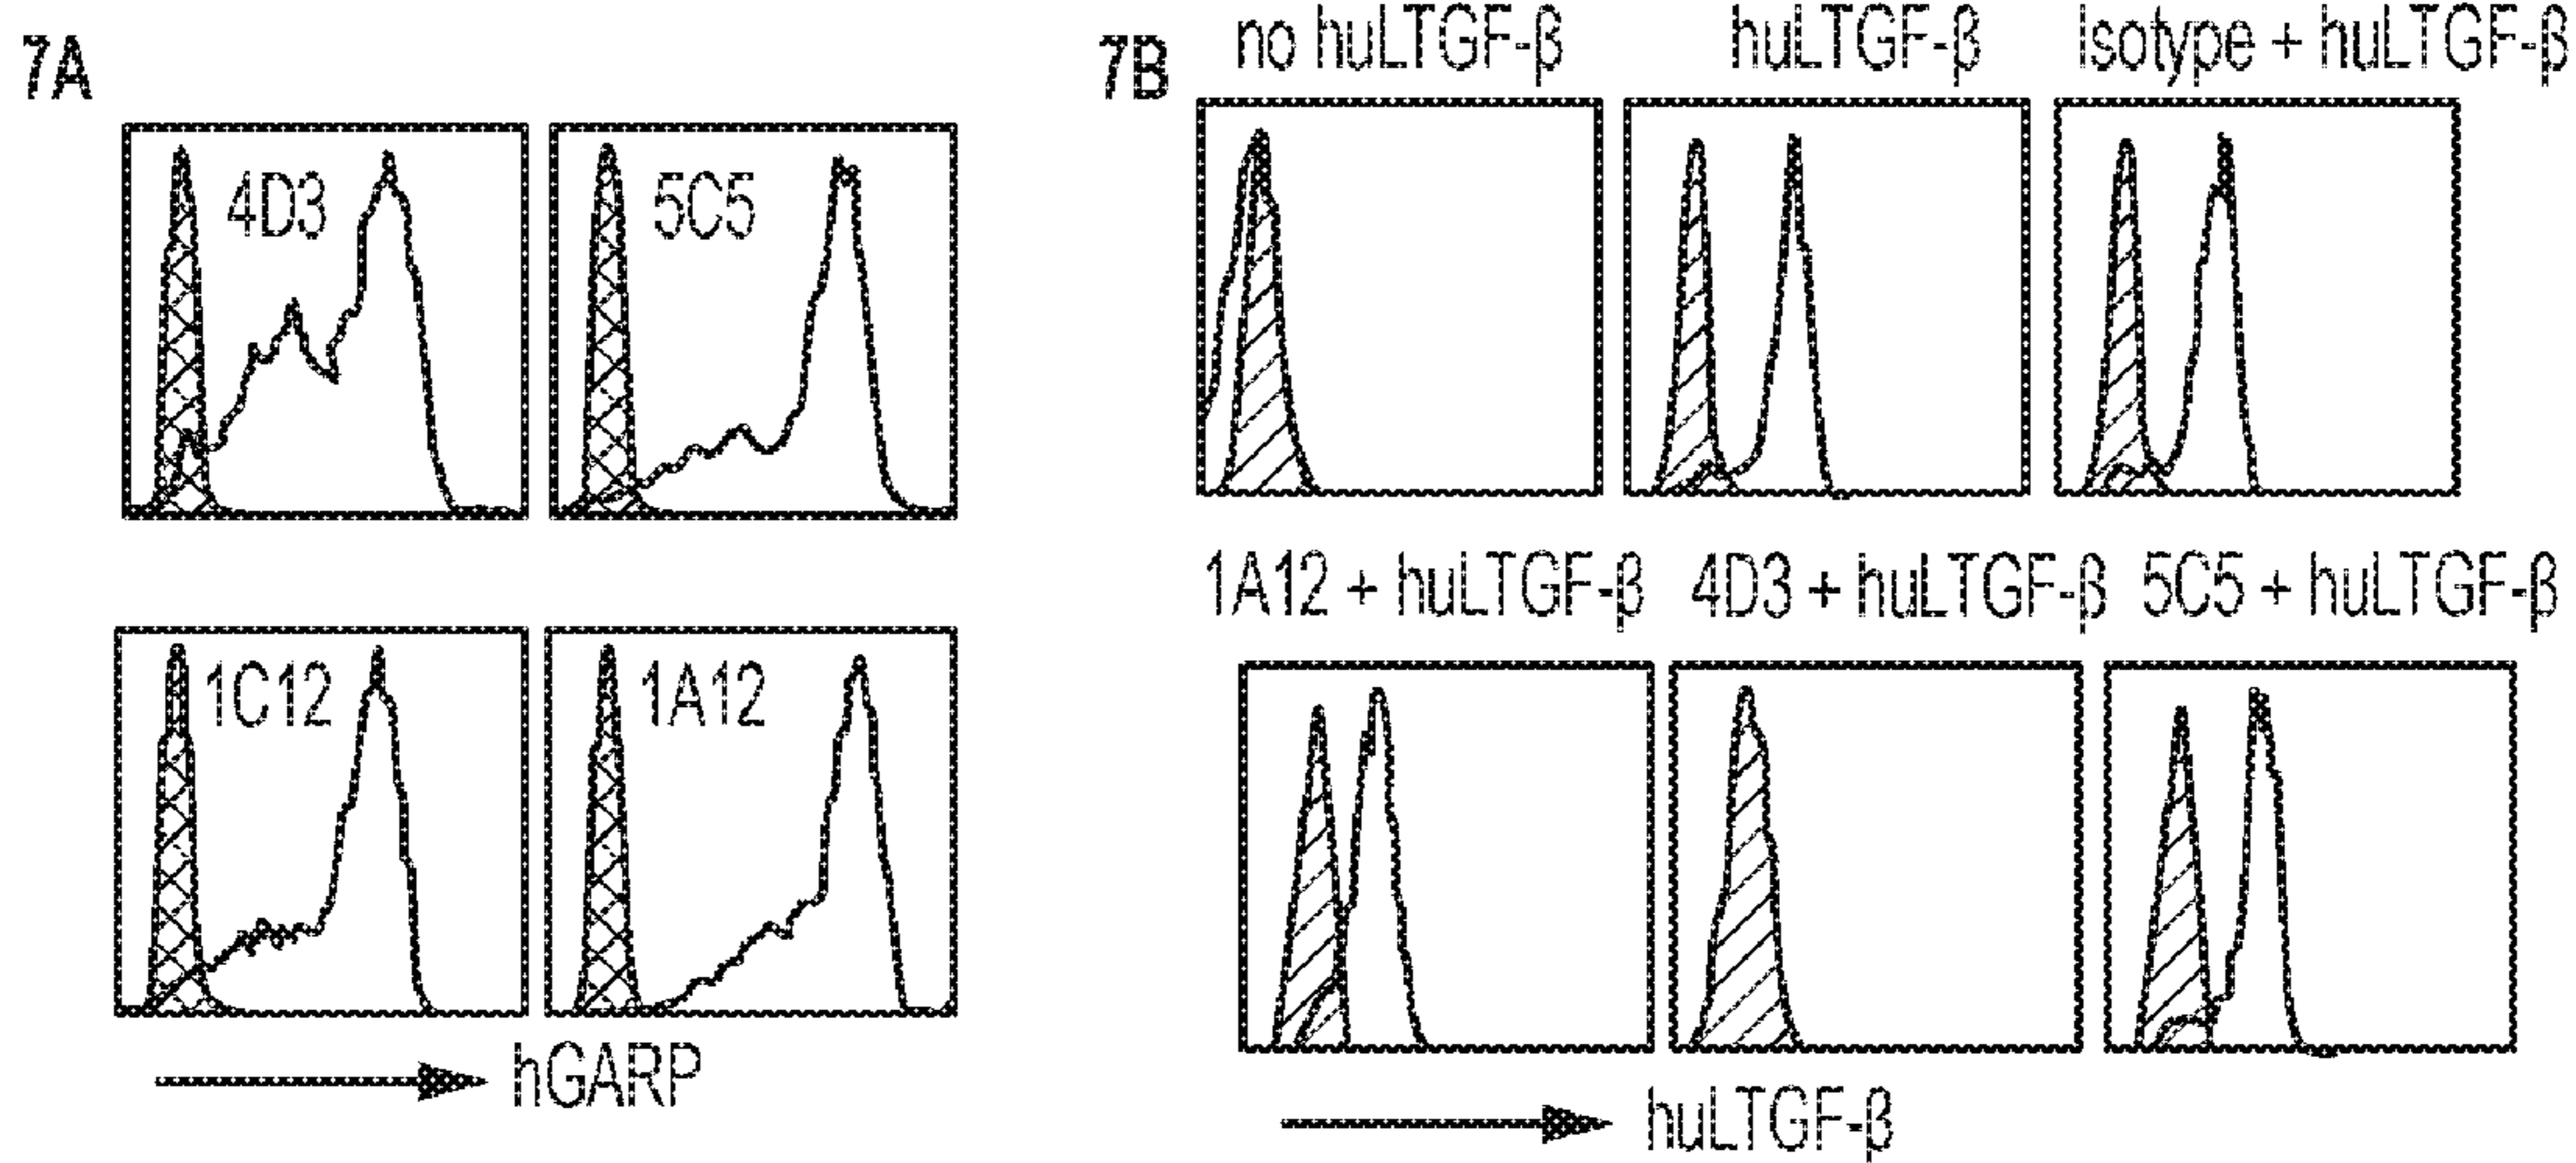 7A
4D3
5C5
1C12
1A12
hGARP
7B
no huLTGF-β
huLTGF-β
Isotype + huLTGF-β
1A12 + huLTGF-β
4D3 + huLTGF-β
5C5 + huLTGF-β
huLTGF-β